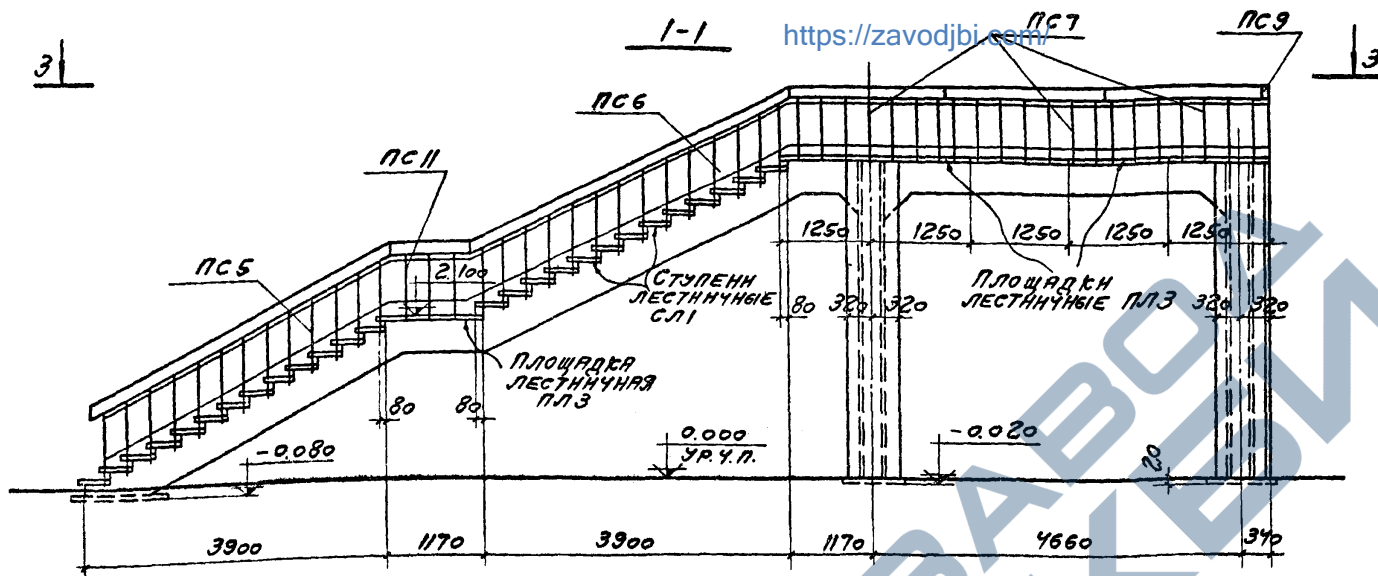 1-1
https://zavodjbi.com/
ПС7
ПС9
3
3
ПС6
ПС11
ПС5
2.100
1250
1250
1250
1250
1250
СТУПЕНИ
ЛЕСТНИЧНЫЕ
СЛ1
ПЛОЩАДКИ
ЛЕСТНИЧНЫЕ ПЛ3
80
320
320
320
320
ПЛОЩАДКА
ЛЕСТНИЧНАЯ
ПЛ3
80
80
-0.080
0.000
УР.Ч.П.
-0.020
20
3900
1170
3900
1170
4660
340
ЗАВОД
ЖБИ